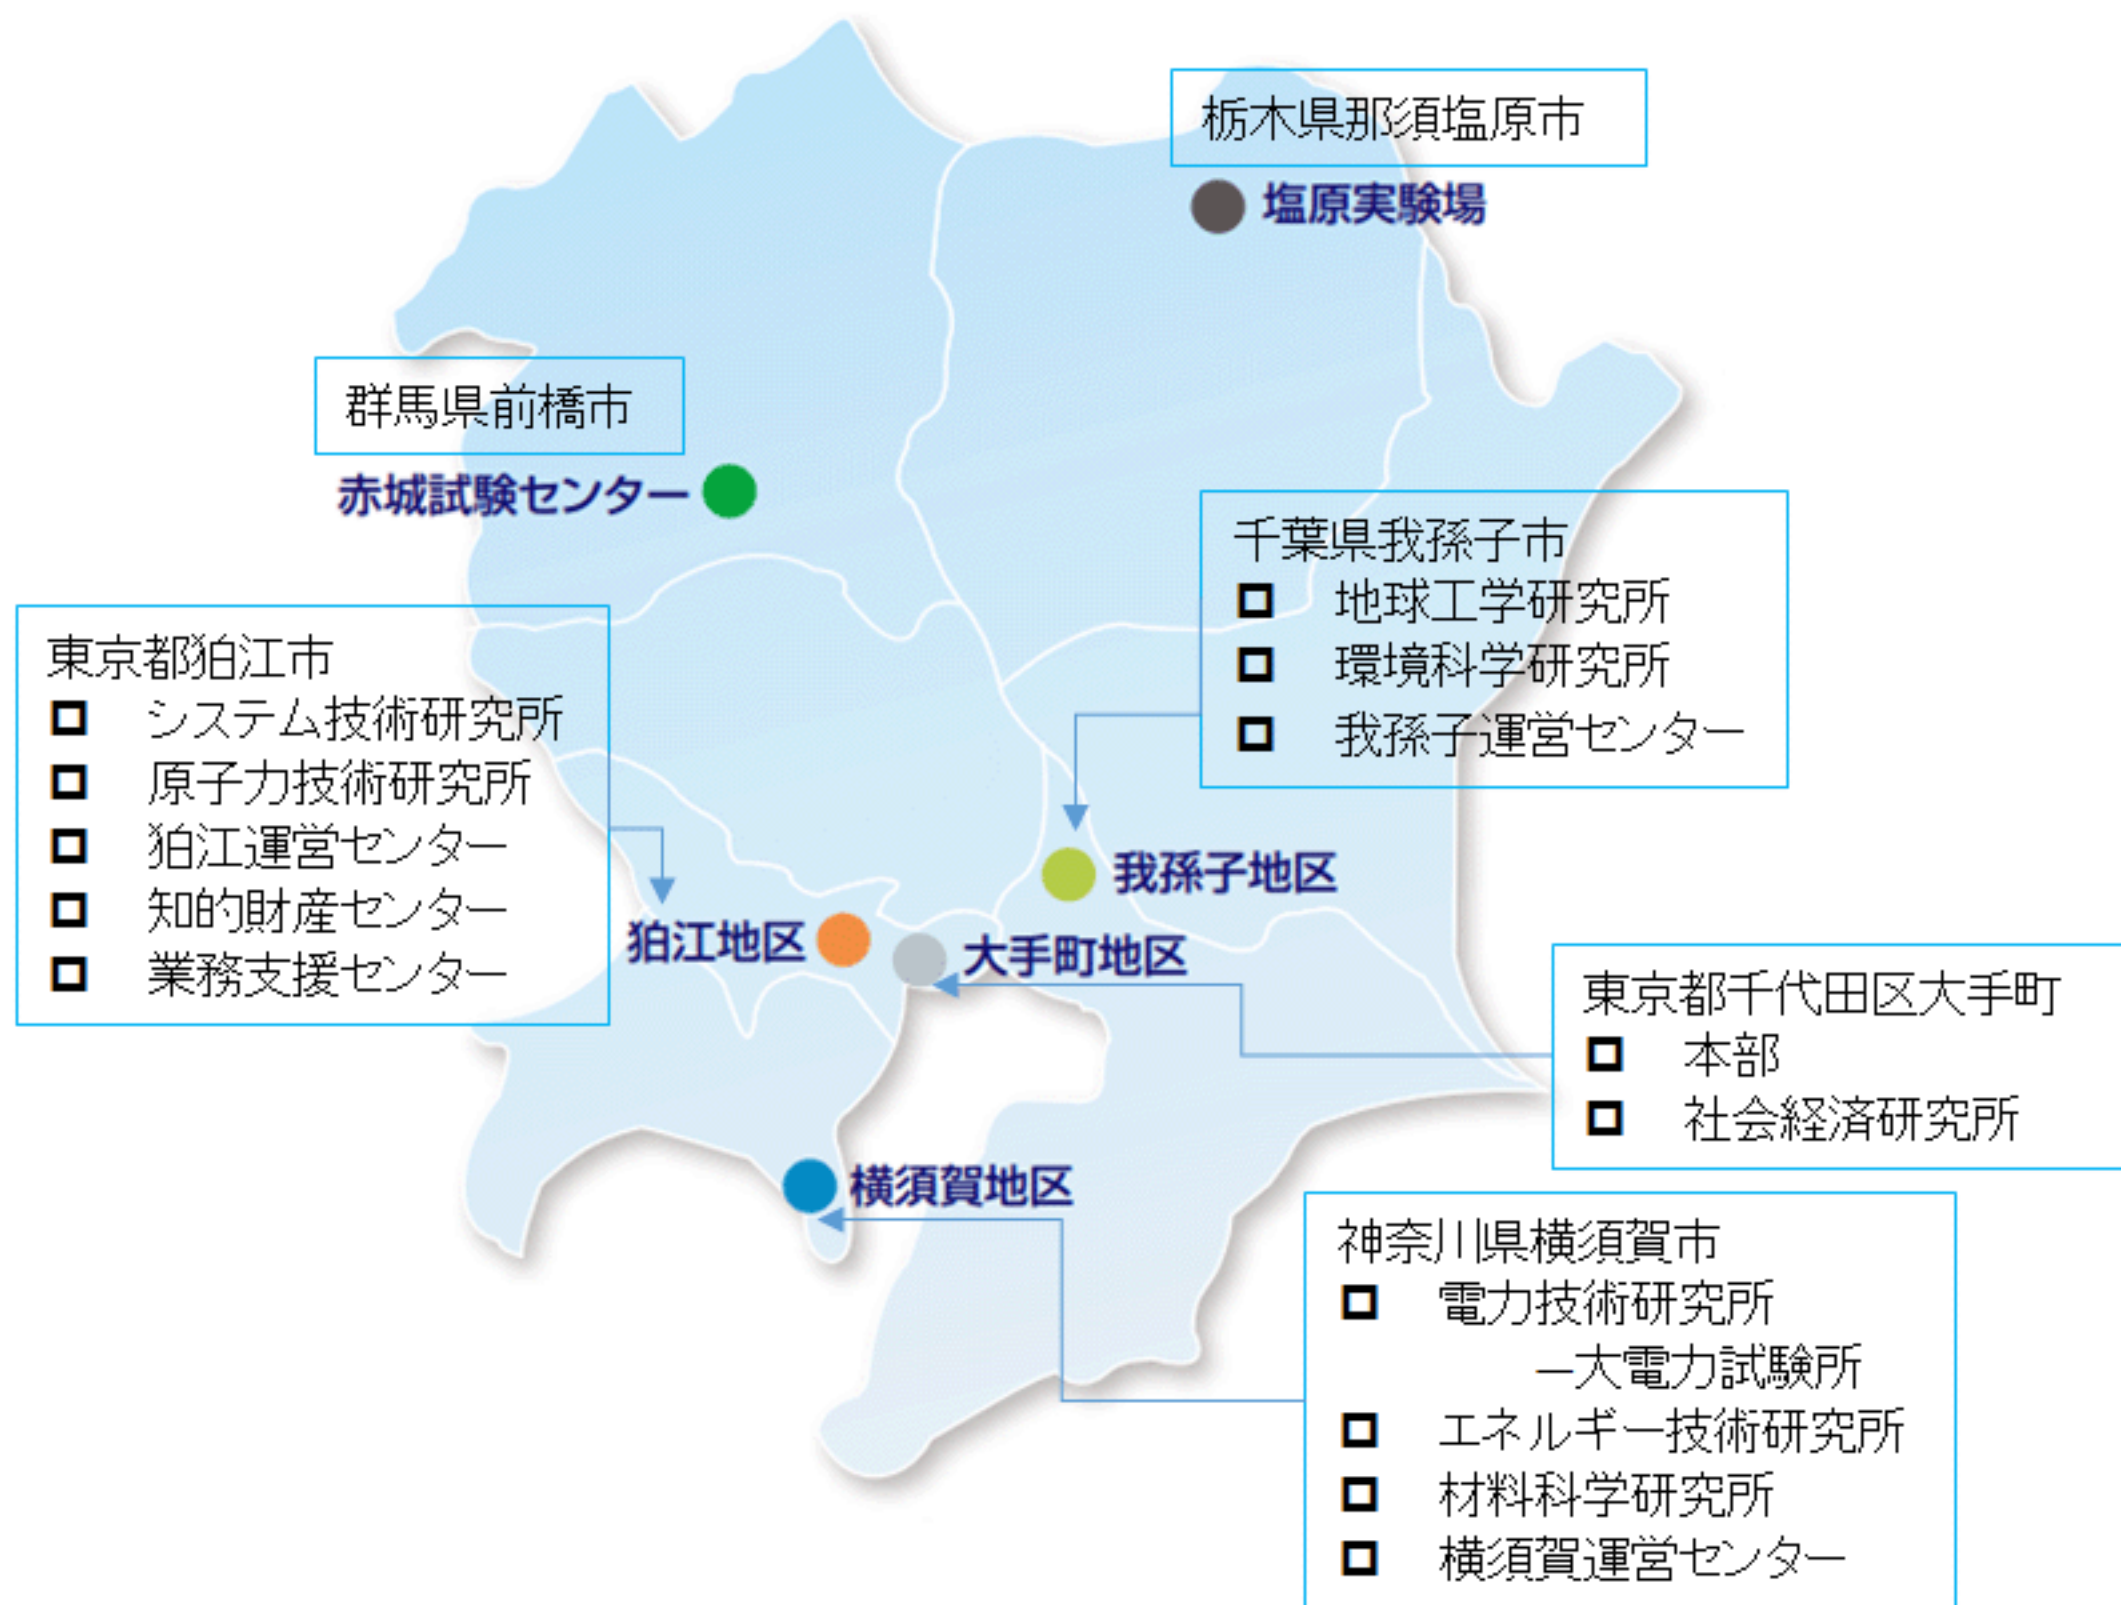 栃木県那須塩原市
塩原実験場
群馬県前橋市
赤城試験センター
千葉県我孫子市
地球工学研究所
環境科学研究所
我孫子運営センター
我孫子地区
東京都狛江市
システム技術研究所
原子力技術研究所
狛江運営センター
知的財産センター
業務支援センター
狛江地区
大手町地区
東京都千代田区大手町
本部
社会経済研究所
横須賀地区
神奈川県横須賀市
電力技術研究所
―大電力試験所
エネルギー技術研究所
材料科学研究所
横須賀運営センター